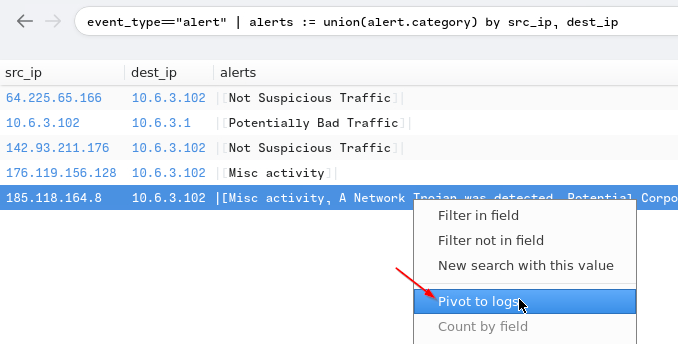 event_type=="alert" | alerts := union(alert.category) by src_ip, dest_ip
src_ip dest_ip alerts
64.225.65.166 10.6.3.102 |[Not Suspicious Traffic]|
10.6.3.102 10.6.3.1 |[Potentially Bad Traffic]|
142.93.211.176 10.6.3.102 |[Not Suspicious Traffic]|
176.119.156.128 10.6.3.102 |[Misc activity]|
185.118.164.8 10.6.3.102 |[Misc activity, A Network Trojan was detected, Potential Corpo
Filter in field
Filter not in field
New search with this value
Pivot to logs
Count by field